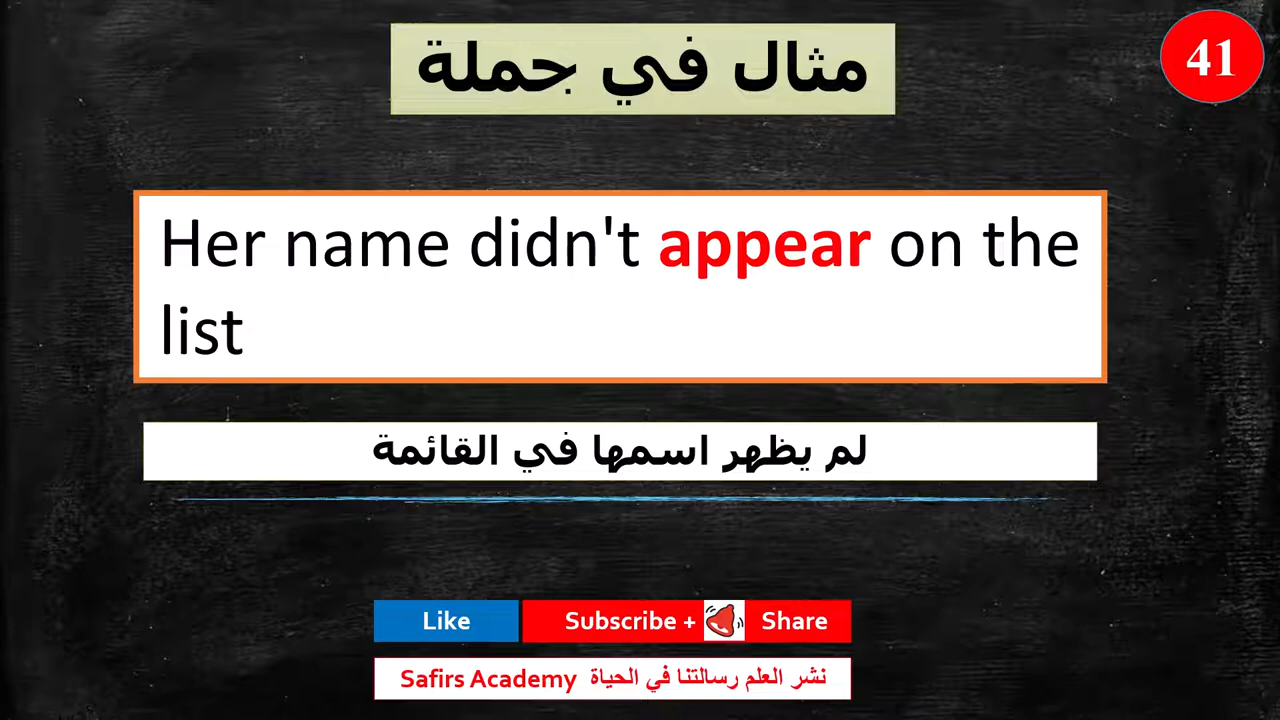 مثال في جملة
41
Her name didn't appear on the
list
لم يظهر اسمها في القائمة
Like
Subscribe + Share
Safirs Academy نشر العلم رسالتنا في الحياة